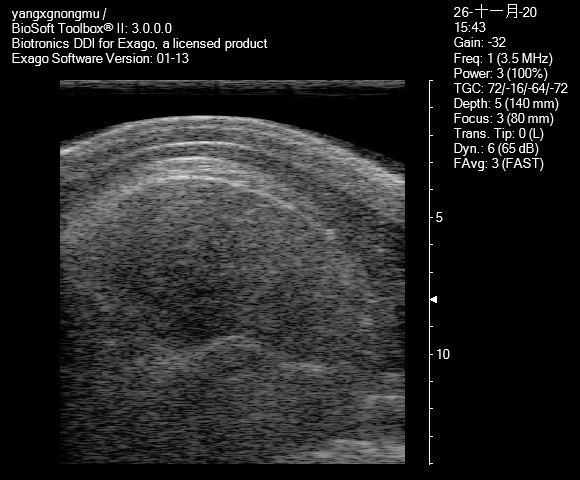 yangxgnongmu /
BioSoft Toolbox® II: 3.0.0.0
Biotronics DDI for Exago, a licensed product
Exago Software Version: 01-13
26-十一月-20
15:43
Gain: -32
Freq: 1 (3.5 MHz)
Power: 3 (100%)
TGC: 72/-16/-64/-72
Depth: 5 (140 mm)
Focus: 3 (80 mm)
Trans. Tip: 0 (L)
Dyn.: 6 (65 dB)
FAvg: 3 (FAST)
5
10